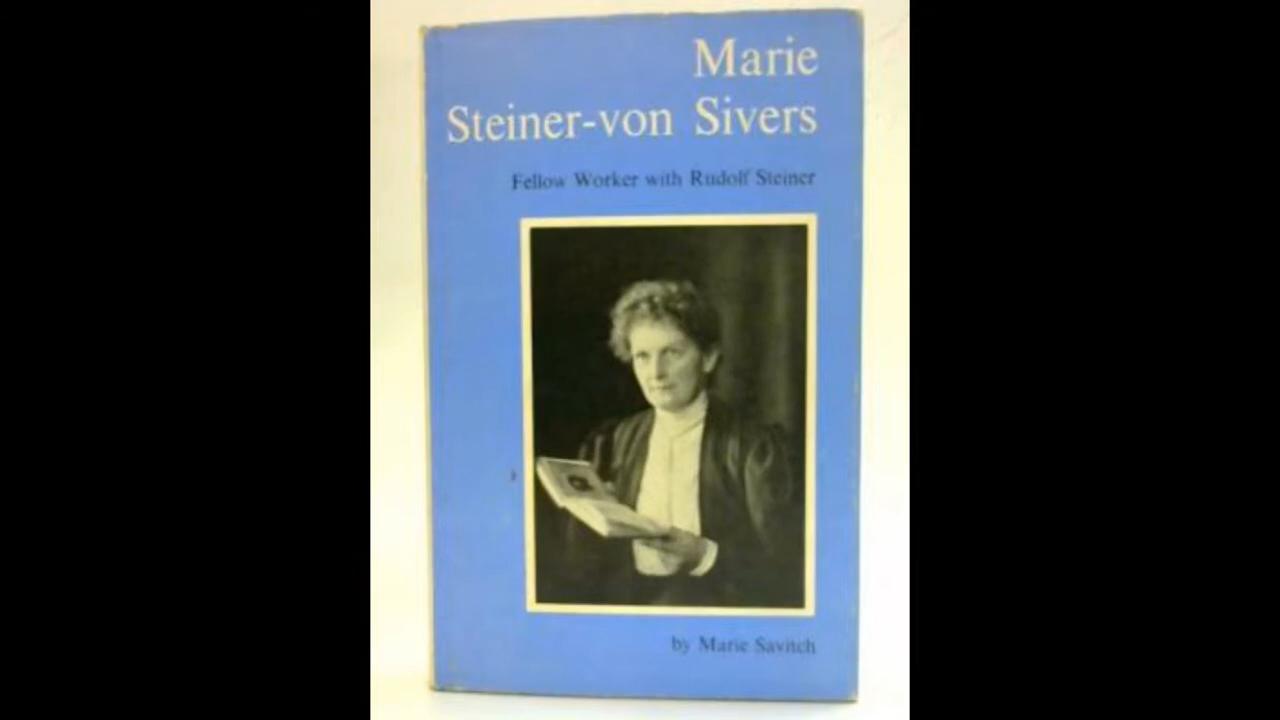 Marie
Steiner-von Sivers
Fellow Worker with Rudolf Steiner
by Marie Savitch